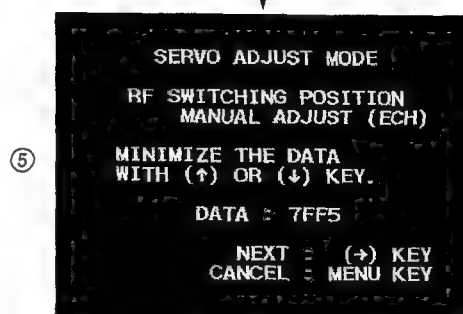 SERVO ADJUST MODE
RF SWITCHING POSITION
MANUAL ADJUST (ECH)
⑤
MINIMIZE THE DATA
WITH (↑) OR (↓) KEY.
DATA : 7FF5
NEXT : (→) KEY
CANCEL : MENU KEY